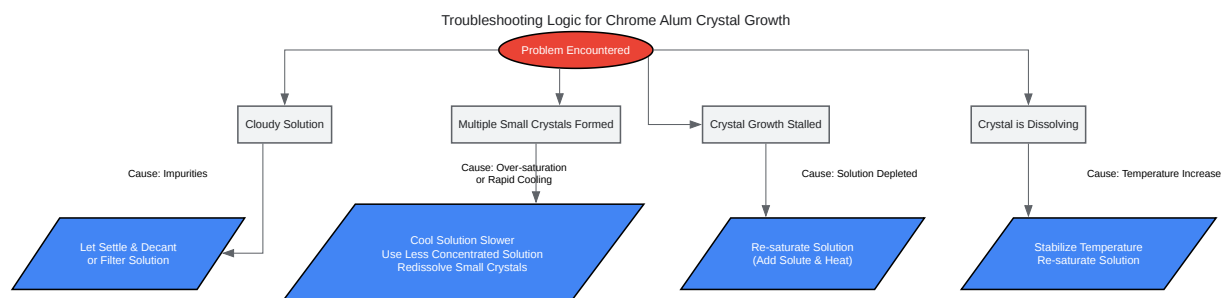 Troubleshooting Logic for Chrome Alum Crystal Growth
Problem Encountered
Cloudy Solution
Multiple Small Crystals Formed
Crystal Growth Stalled
Crystal is Dissolving
Cause: Impurities
Cause: Over-saturation
or Rapid Cooling
Cause: Solution Depleted
Cause: Temperature Increase
Let Settle & Decant
or Filter Solution
Cool Solution Slower
Use Less Concentrated Solution
Redissolve Small Crystals
Re-saturate Solution
(Add Solute & Heat)
Stabilize Temperature
Re-saturate Solution